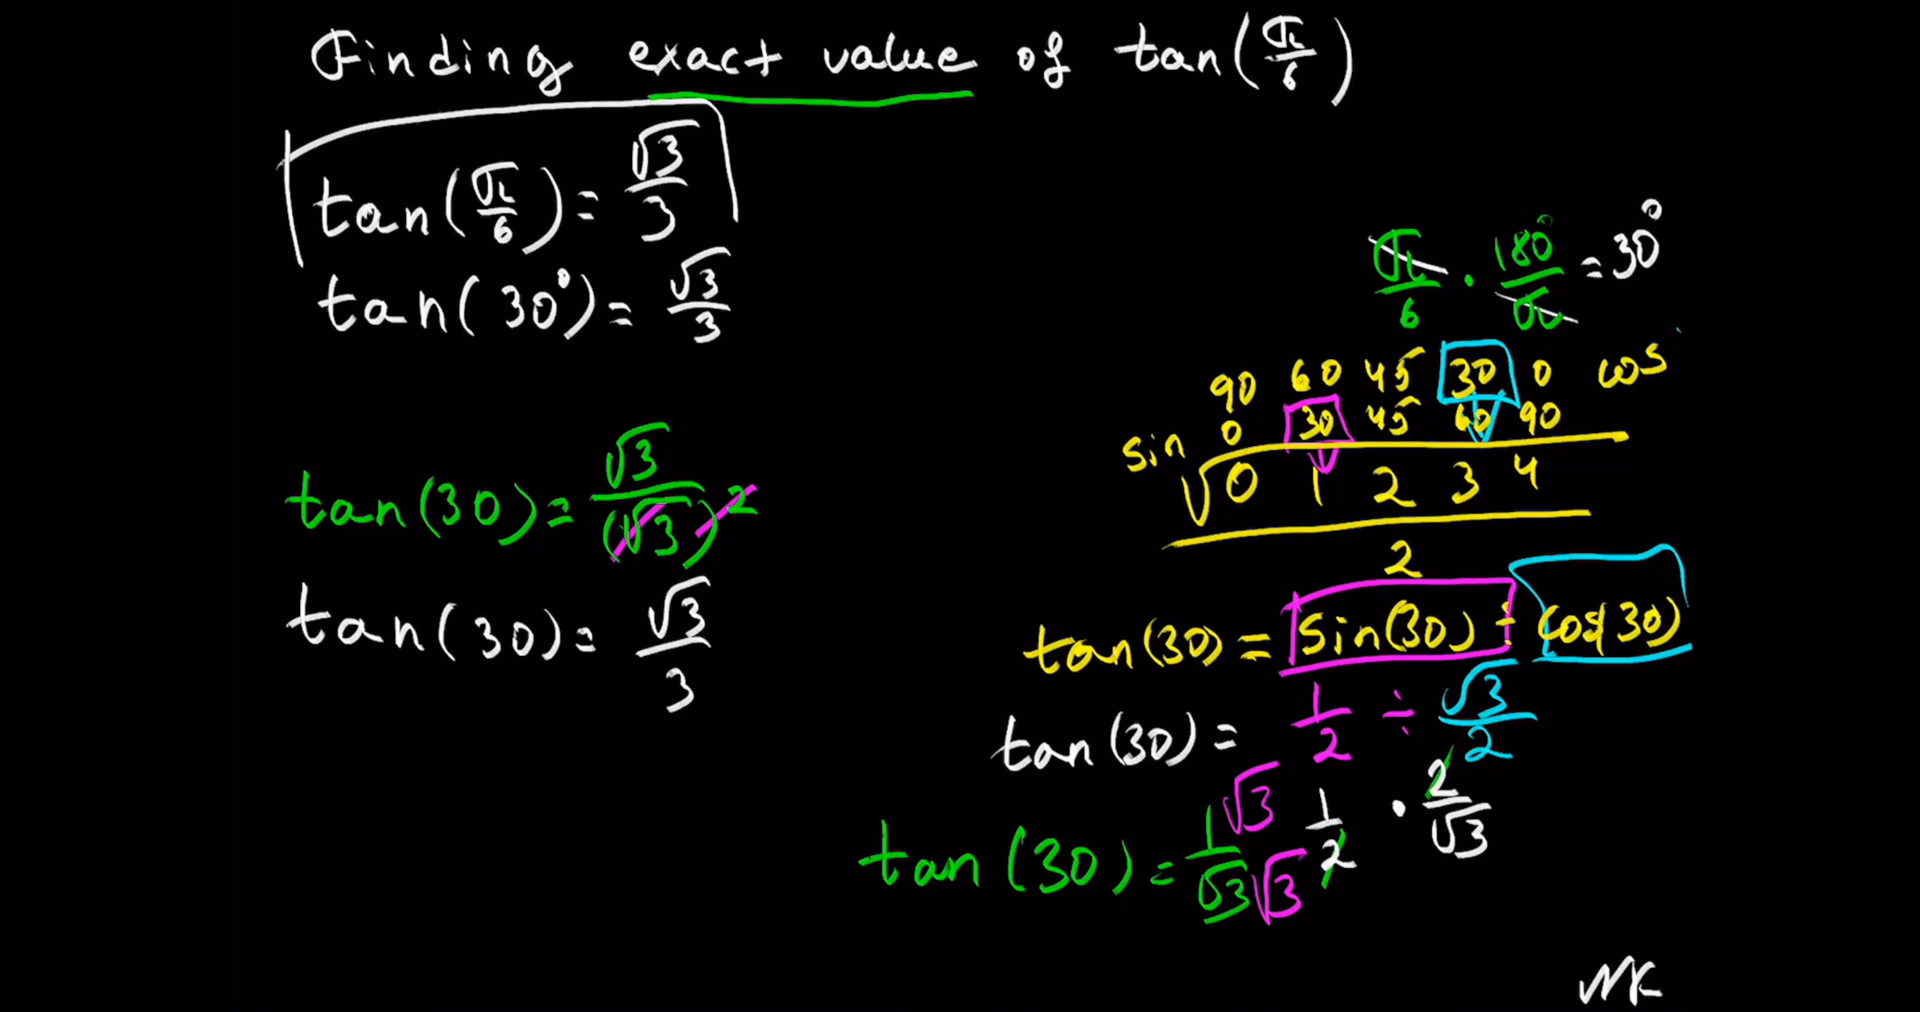 Finding exact value of tan(π/6)
tan(π/6) = √3/3
tan(30°) = √3/3
π/6 · 180°/π = 30°
90 60 45 30 0 cos
sin 0 30 45 60 90
√0 1 2 3 4
2
tan(30) = sin(30) ÷ cos(30)
tan(30) = 1/2 ÷ √3/2
1/2 · 2/√3
tan(30) = 1√3/√3√3
tan(30) = √3/(√3)²
tan(30) = √3/3
NK